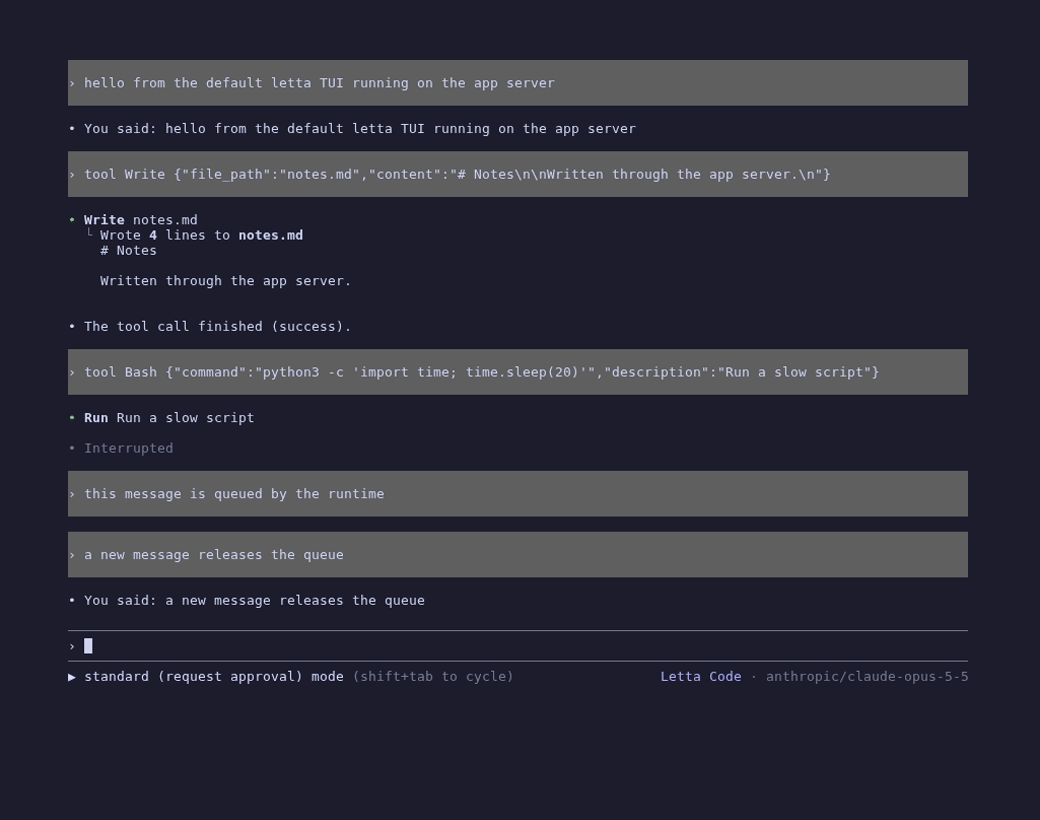 › hello from the default letta TUI running on the app server
• You said: hello from the default letta TUI running on the app server
› tool Write {"file_path":"notes.md","content":"# Notes\n\nWritten through the app server.\n"}
• Write notes.md
└ Wrote 4 lines to notes.md
# Notes
Written through the app server.
• The tool call finished (success).
› tool Bash {"command":"python3 -c 'import time; time.sleep(20)'","description":"Run a slow script"}
• Run Run a slow script
• Interrupted
› this message is queued by the runtime
› a new message releases the queue
• You said: a new message releases the queue
›
▶ standard (request approval) mode (shift+tab to cycle) Letta Code · anthropic/claude-opus-5-5